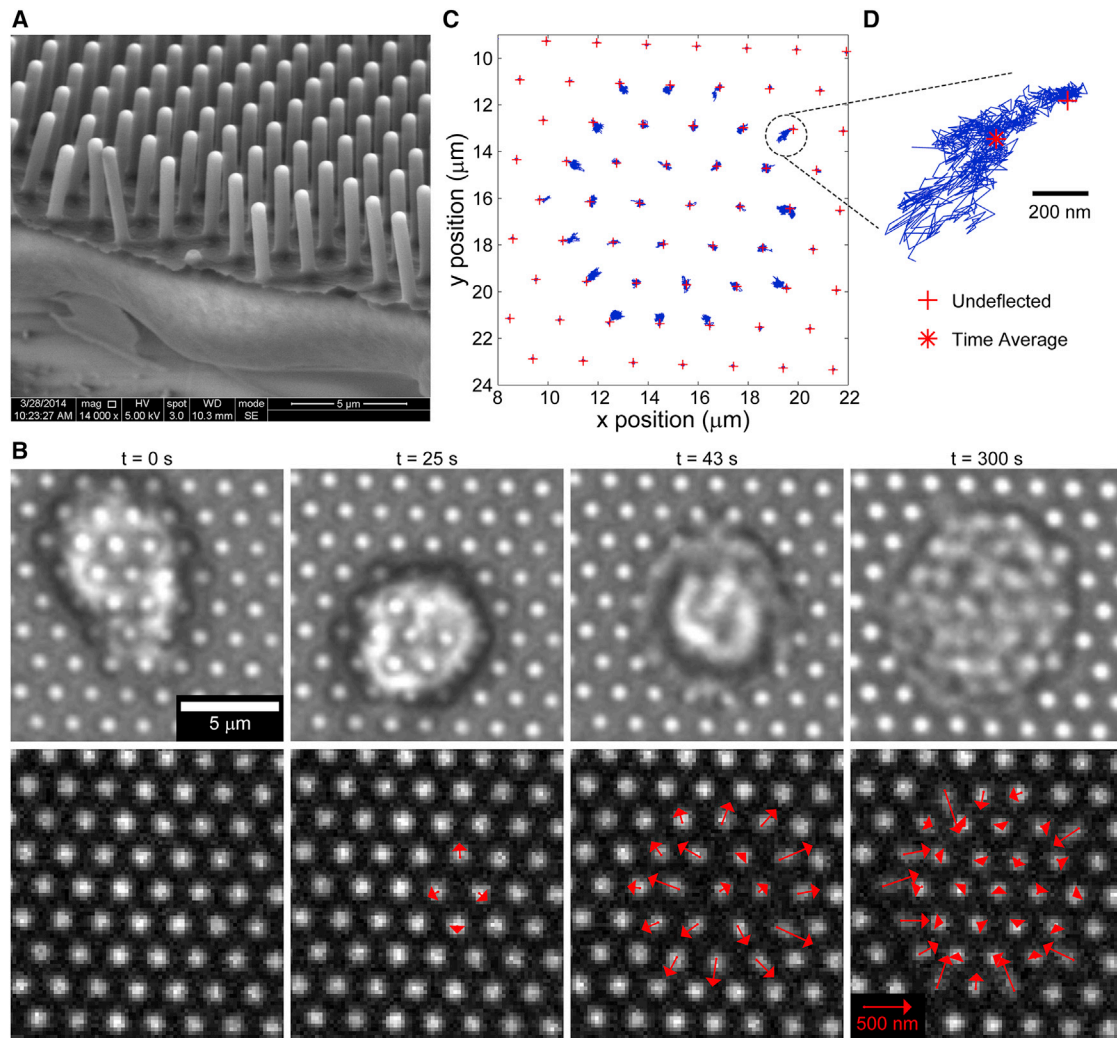 A
3/28/2014 mag HV spot WD mode
10:23:27 AM 14 000 x 5.00 kV 3.0 10.3 mm SE
5 μm
C
10
12
14
16
18
20
22
24
y position (μm)
8 10 12 14 16 18 20 22
x position (μm)
D
200 nm
Undeflected
Time Average
B
t = 0 s
t = 25 s
t = 43 s
t = 300 s
5 μm
500 nm